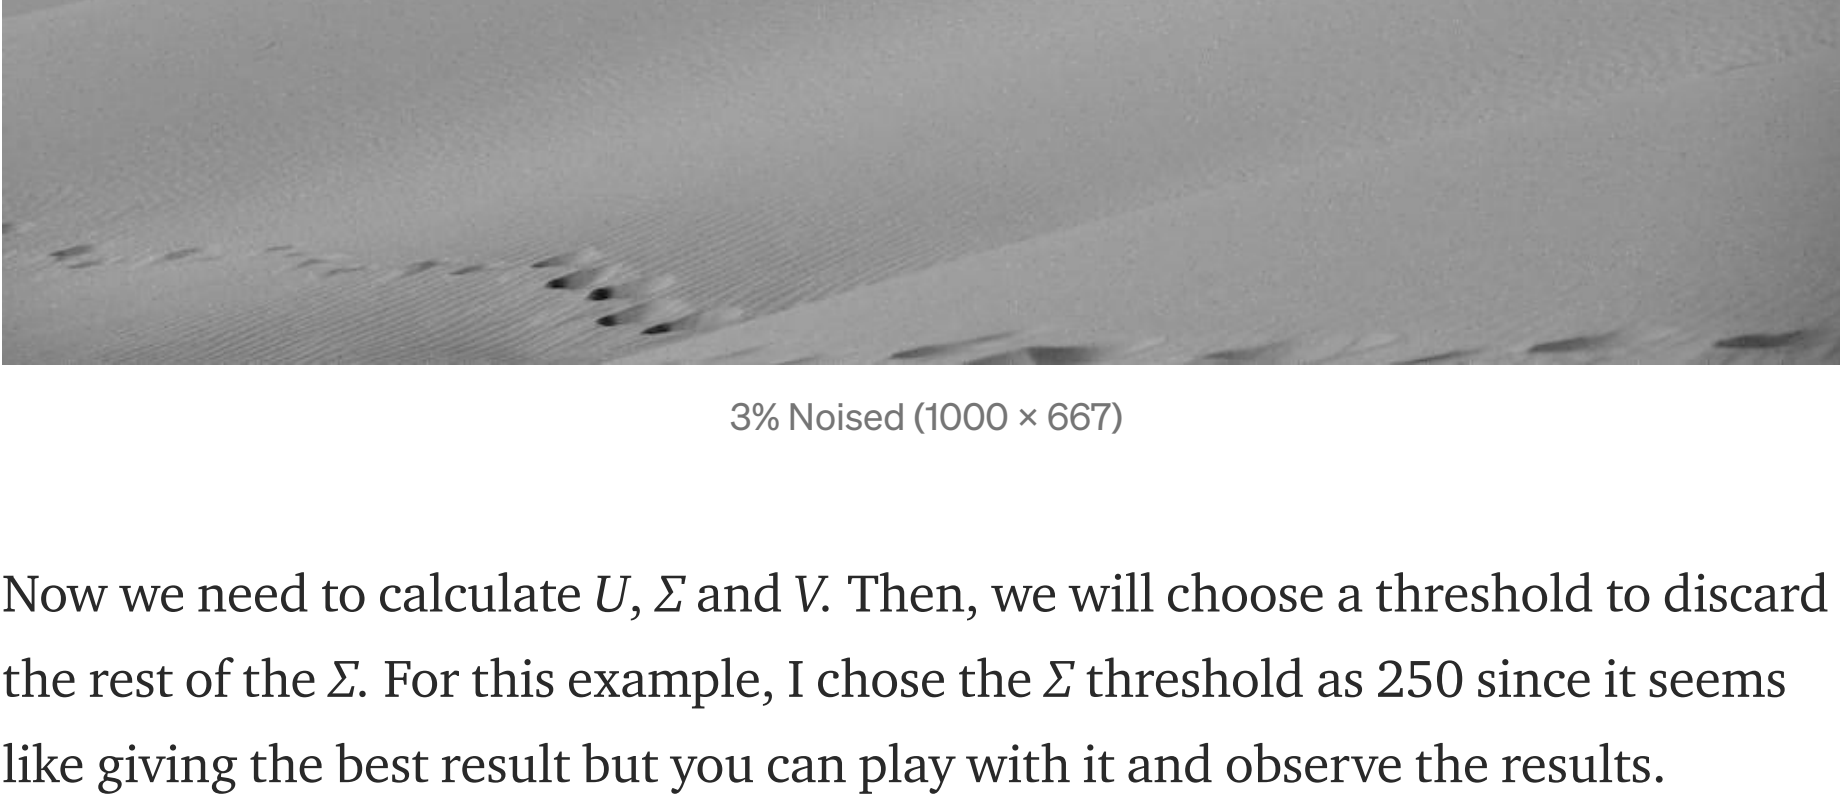 3% Noised (1000 × 667)
Now we need to calculate U, Σ and V. Then, we will choose a threshold to discard
the rest of the Σ. For this example, I chose the Σ threshold as 250 since it seems
like giving the best result but you can play with it and observe the results.